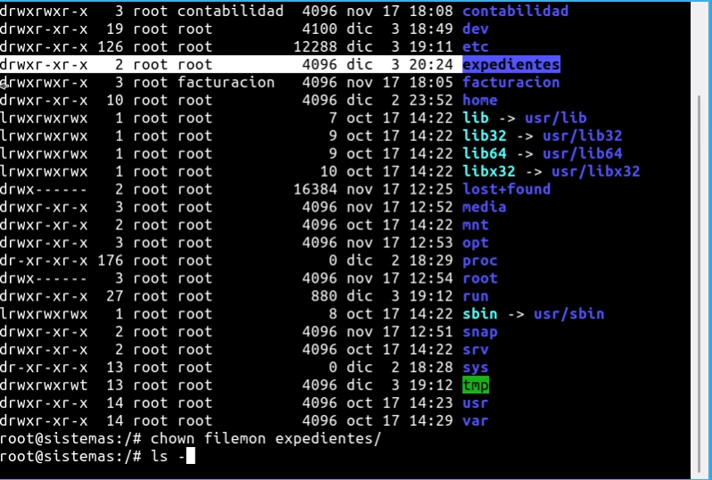 drwxrwxr-x   3 root contabilidad  4096 nov 17 18:08 contabilidad
drwxr-xr-x  19 root root          4100 dic  3 18:49 dev
drwxr-xr-x 126 root root         12288 dic  3 19:11 etc
drwxr-xr-x   2 root root          4096 dic  3 20:24 expedientes
drwxrwxr-x   3 root facturacion   4096 nov 17 18:05 facturacion
drwxr-xr-x  10 root root          4096 dic  2 23:52 home
lrwxrwxrwx   1 root root             7 oct 17 14:22 lib -> usr/lib
lrwxrwxrwx   1 root root             9 oct 17 14:22 lib32 -> usr/lib32
lrwxrwxrwx   1 root root             9 oct 17 14:22 lib64 -> usr/lib64
lrwxrwxrwx   1 root root            10 oct 17 14:22 libx32 -> usr/libx32
drwx------   2 root root         16384 nov 17 12:25 lost+found
drwxr-xr-x   3 root root          4096 nov 17 12:52 media
drwxr-xr-x   2 root root          4096 oct 17 14:22 mnt
drwxr-xr-x   3 root root          4096 nov 17 12:53 opt
dr-xr-xr-x 176 root root             0 dic  2 18:29 proc
drwx------   3 root root          4096 nov 17 12:54 root
drwxr-xr-x  27 root root           880 dic  3 19:12 run
lrwxrwxrwx   1 root root             8 oct 17 14:22 sbin -> usr/sbin
drwxr-xr-x   2 root root          4096 nov 17 12:51 snap
drwxr-xr-x   2 root root          4096 oct 17 14:22 srv
dr-xr-xr-x  13 root root             0 dic  2 18:28 sys
drwxrwxrwt  13 root root          4096 dic  3 19:12 tmp
drwxr-xr-x  14 root root          4096 oct 17 14:23 usr
drwxr-xr-x  14 root root          4096 oct 17 14:29 var
root@sistemas:/# chown filemon expedientes/
root@sistemas:/# ls -